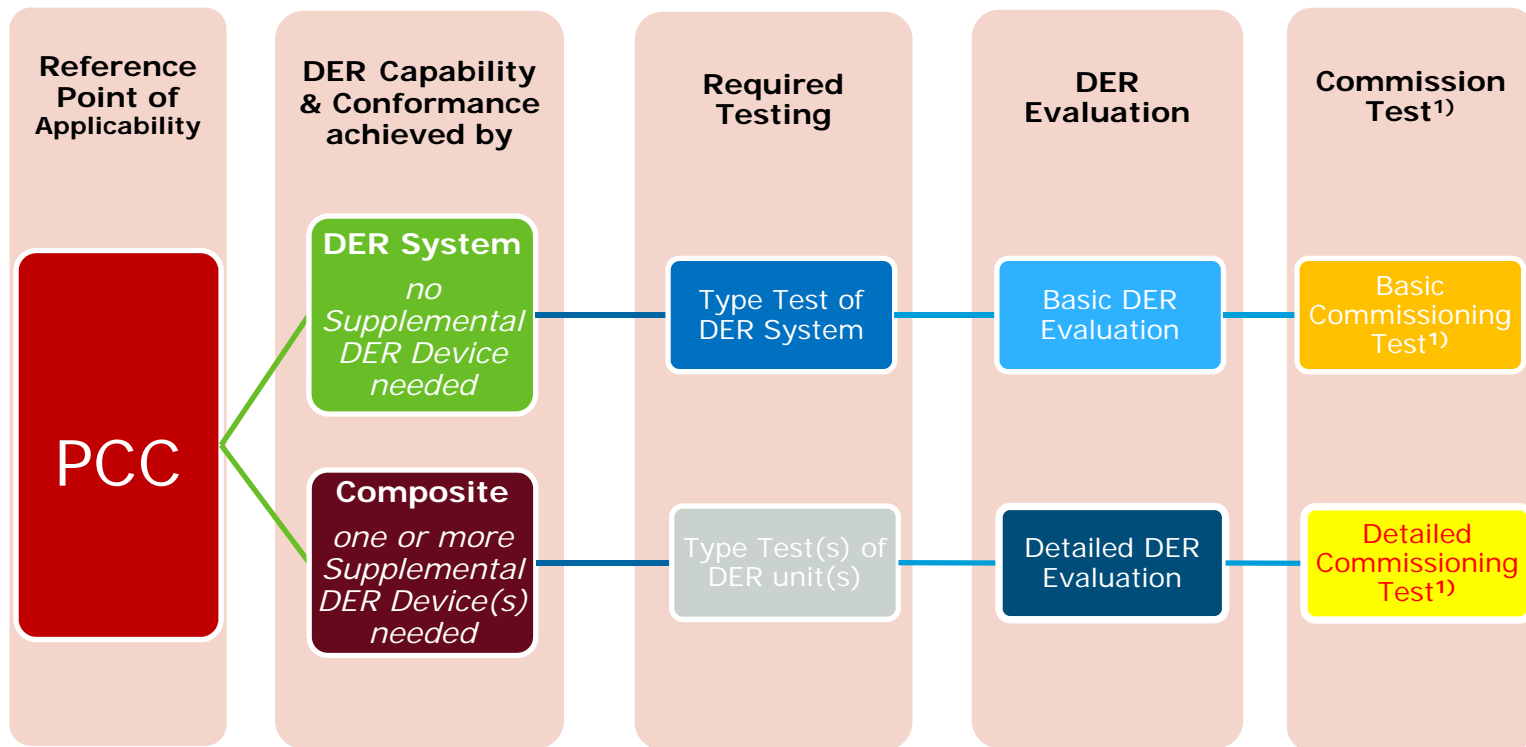 Reference
Point of
Applicability
DER Capability
& Conformance
achieved by
Required
Testing
DER
Evaluation
Commission
Test¹⁾
PCC
DER System
no
Supplemental
DER Device
needed
Type Test of
DER System
Basic DER
Evaluation
Basic
Commissioning
Test¹⁾
Composite
one or more
Supplemental
DER Device(s)
needed
Type Test(s) of
DER unit(s)
Detailed DER
Evaluation
Detailed
Commissioning
Test¹⁾